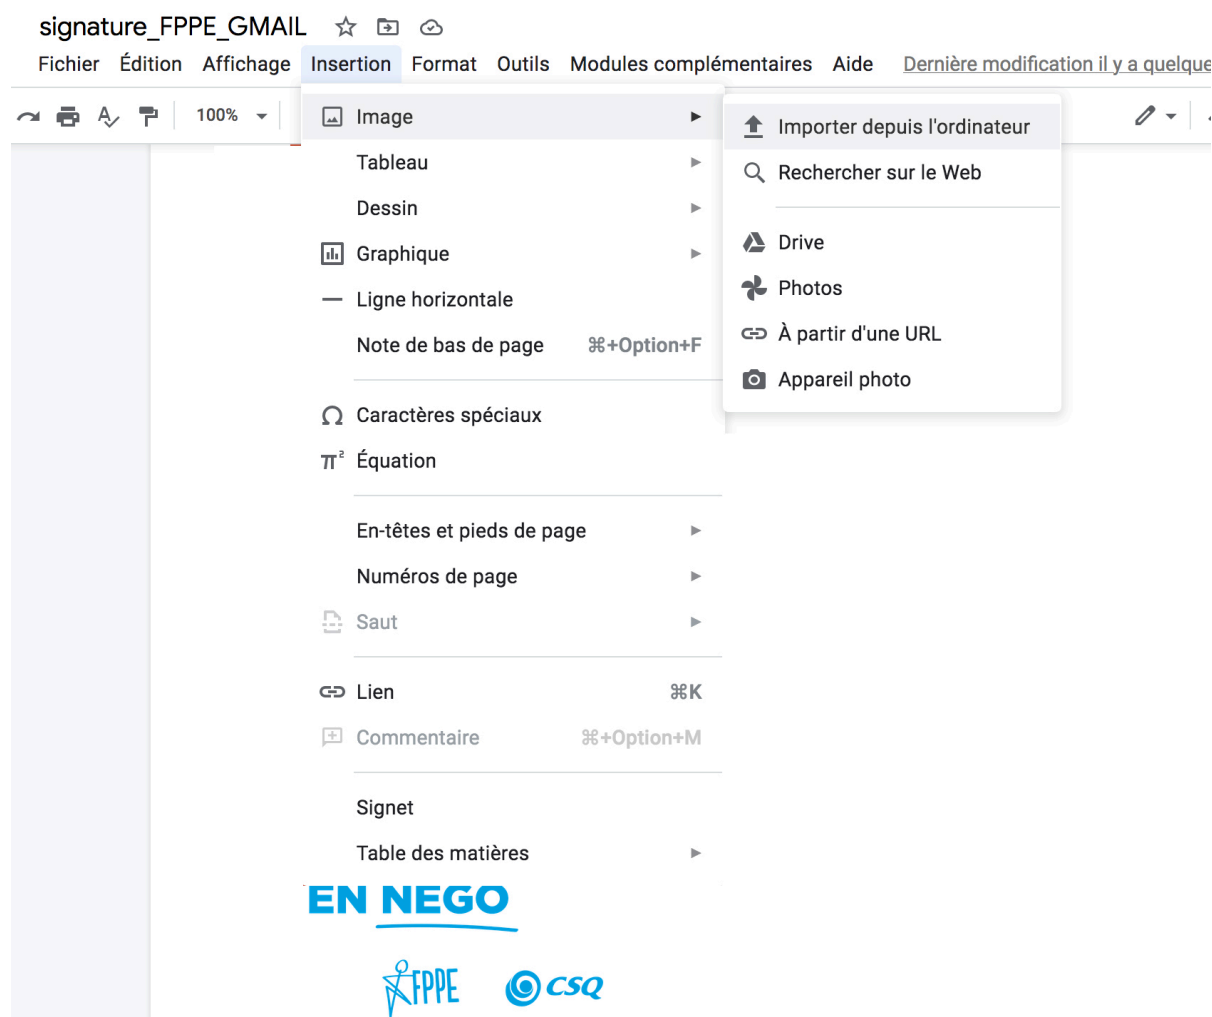 signature_FPPE_GMAIL
Fichier Édition Affichage Insertion Format Outils Modules complémentaires Aide Dernière modification il y a quelque
100%
Image
Tableau
Dessin
Graphique
Ligne horizontale
Note de bas de page ⌘+Option+F
Caractères spéciaux
Équation
En-têtes et pieds de page
Numéros de page
Saut
Lien ⌘K
Commentaire ⌘+Option+M
Signet
Table des matières
Importer depuis l'ordinateur
Rechercher sur le Web
Drive
Photos
À partir d'une URL
Appareil photo
EN NEGO
FPPE CSQ